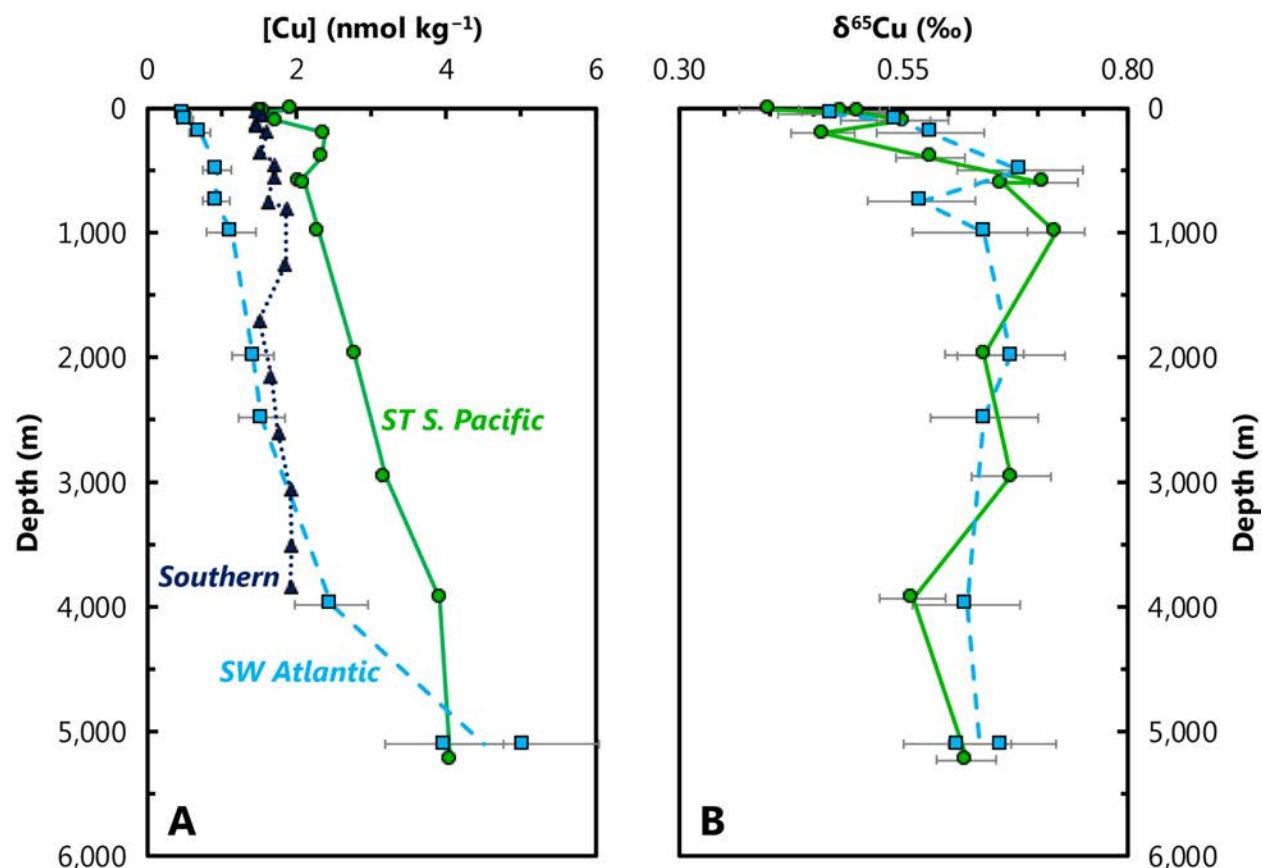 [Cu] (nmol kg⁻¹)
δ⁶⁵Cu (‰)
0 2 4 6
0.30 0.55 0.80
0
1,000
2,000
3,000
4,000
5,000
6,000
Depth (m)
ST S. Pacific
Southern
SW Atlantic
A
B
0
1,000
2,000
3,000
4,000
5,000
6,000
Depth (m)